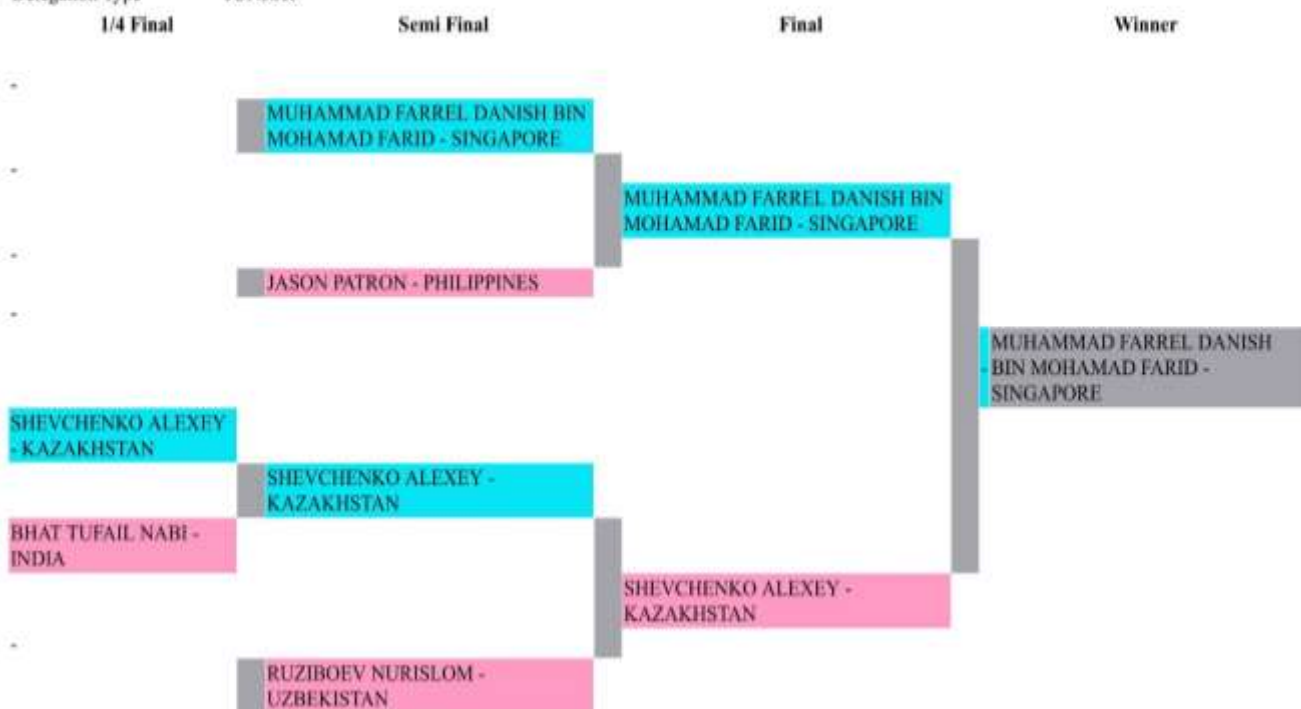 1/4 Final Semi Final Final Winner
-
MUHAMMAD FARREL DANISH BIN
MOHAMAD FARID - SINGAPORE
-
MUHAMMAD FARREL DANISH BIN
MOHAMAD FARID - SINGAPORE
-
JASON PATRON - PHILIPPINES
-
MUHAMMAD FARREL DANISH
- BIN MOHAMAD FARID -
SINGAPORE
SHEVCHENKO ALEXEY
- KAZAKHSTAN
SHEVCHENKO ALEXEY -
KAZAKHSTAN
BHAT TUFAIL NABI -
INDIA
SHEVCHENKO ALEXEY -
KAZAKHSTAN
-
RUZIBOEV NURISLOM -
UZBEKISTAN